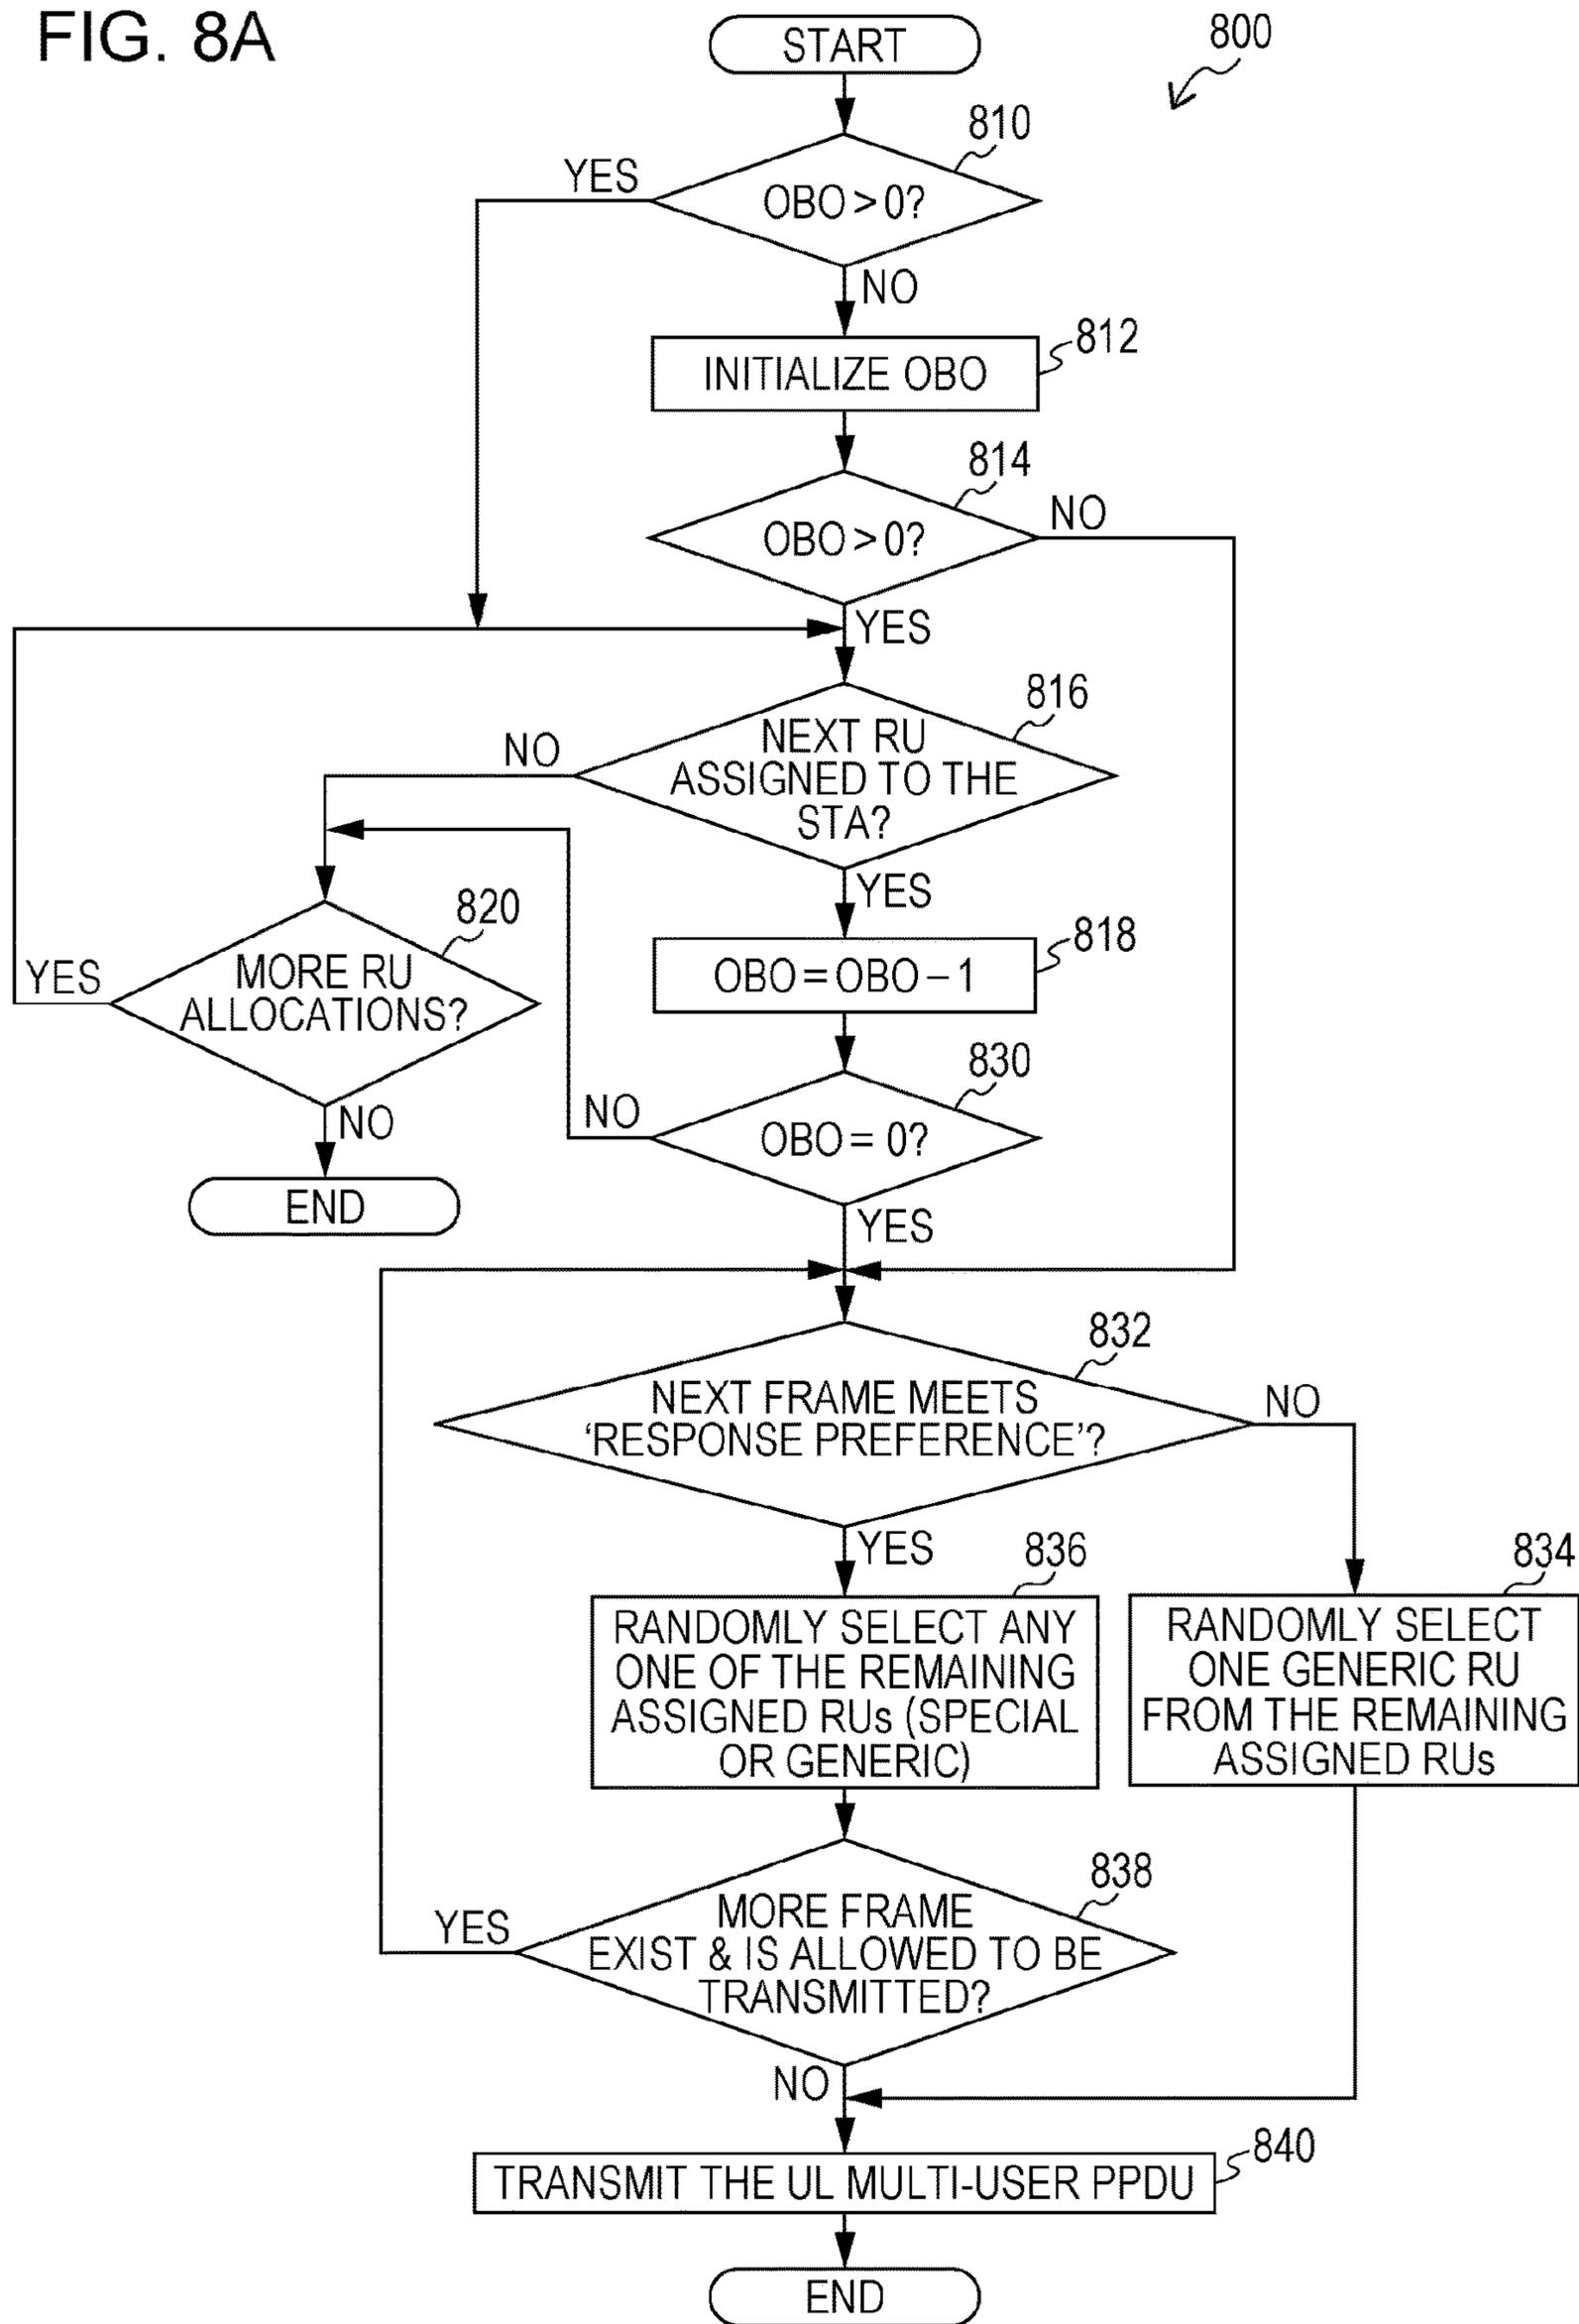 FIG. 8A
START
800
810
YES
OBO > 0?
NO
812
INITIALIZE OBO
814
NO
OBO > 0?
YES
816
NO
NEXT RU
ASSIGNED TO THE
STA?
YES
820
818
OBO = OBO – 1
YES
MORE RU
ALLOCATIONS?
830
NO
NO
OBO = 0?
END
YES
832
NEXT FRAME MEETS
‘RESPONSE PREFERENCE’?
NO
YES
836
834
RANDOMLY SELECT ANY
ONE OF THE REMAINING
ASSIGNED RUs (SPECIAL
OR GENERIC)
RANDOMLY SELECT
ONE GENERIC RU
FROM THE REMAINING
ASSIGNED RUs
838
YES
MORE FRAME
EXIST & IS ALLOWED TO BE
TRANSMITTED?
NO
840
TRANSMIT THE UL MULTI-USER PPDU
END